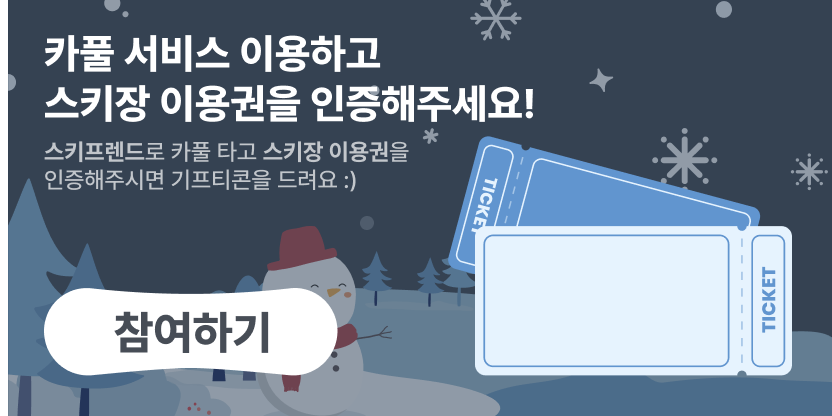 카풀 서비스 이용하고
스키장 이용권을 인증해주세요!
스키프렌드로 카풀 타고 스키장 이용권을
인증해주시면 기프티콘을 드려요 :)
TICKET
TICKET
참여하기